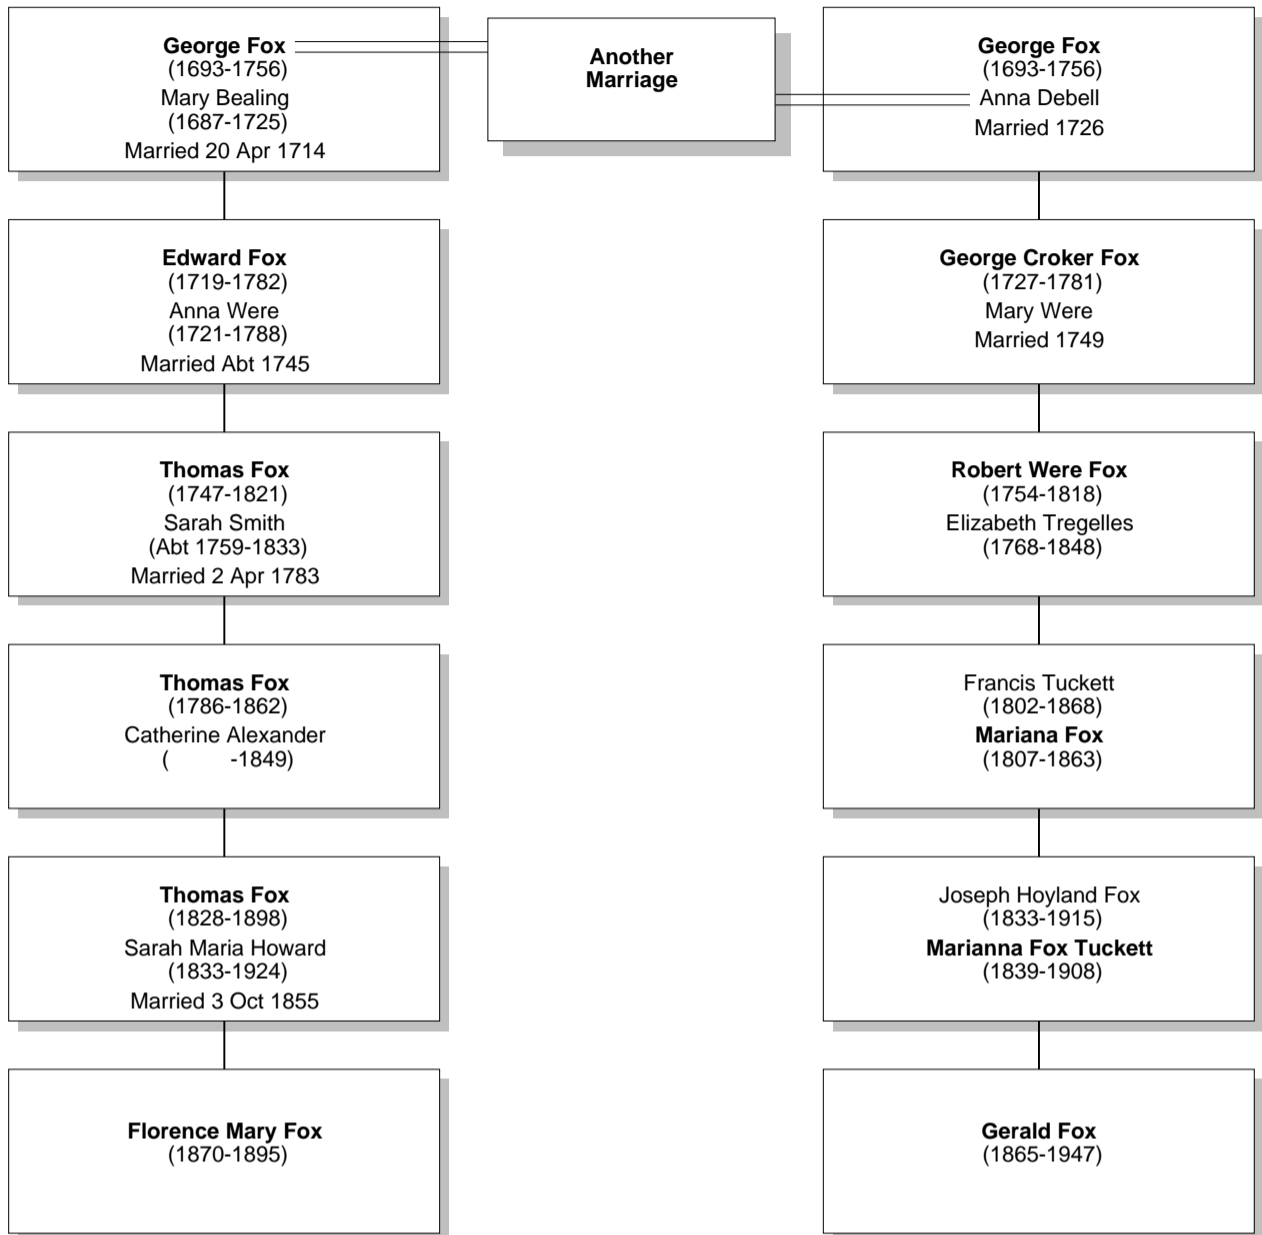 George Fox
(1693-1756)
Mary Bealing
(1687-1725)
Married 20 Apr 1714
Another
Marriage
George Fox
(1693-1756)
Anna Debell
Married 1726
Edward Fox
(1719-1782)
Anna Were
(1721-1788)
Married Abt 1745
George Croker Fox
(1727-1781)
Mary Were
Married 1749
Thomas Fox
(1747-1821)
Sarah Smith
(Abt 1759-1833)
Married 2 Apr 1783
Robert Were Fox
(1754-1818)
Elizabeth Tregelles
(1768-1848)
Thomas Fox
(1786-1862)
Catherine Alexander
(          -1849)
Francis Tuckett
(1802-1868)
Mariana Fox
(1807-1863)
Thomas Fox
(1828-1898)
Sarah Maria Howard
(1833-1924)
Married 3 Oct 1855
Joseph Hoyland Fox
(1833-1915)
Marianna Fox Tuckett
(1839-1908)
Florence Mary Fox
(1870-1895)
Gerald Fox
(1865-1947)